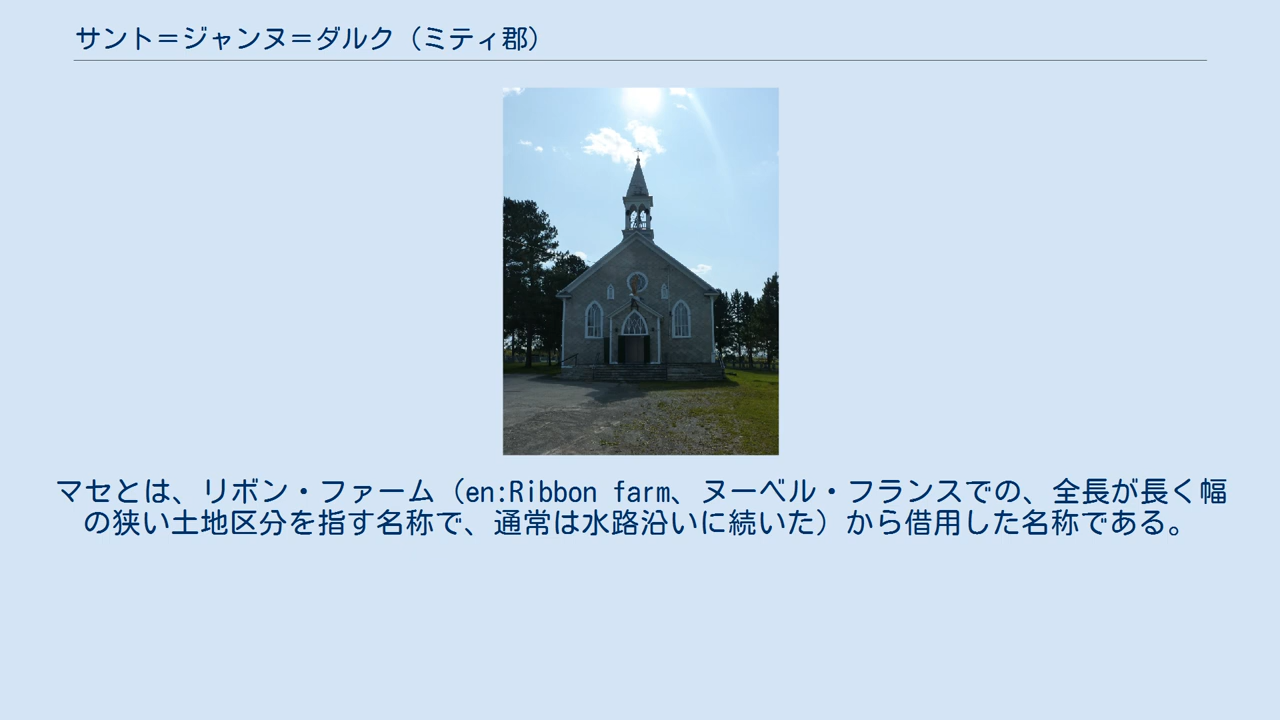 サント＝ジャンヌ＝ダルク（ミティ郡）
マセとは、リボン・ファーム（en:Ribbon farm、ヌーベル・フランスでの、全長が長く幅
の狭い土地区分を指す名称で、通常は水路沿いに続いた）から借用した名称である。